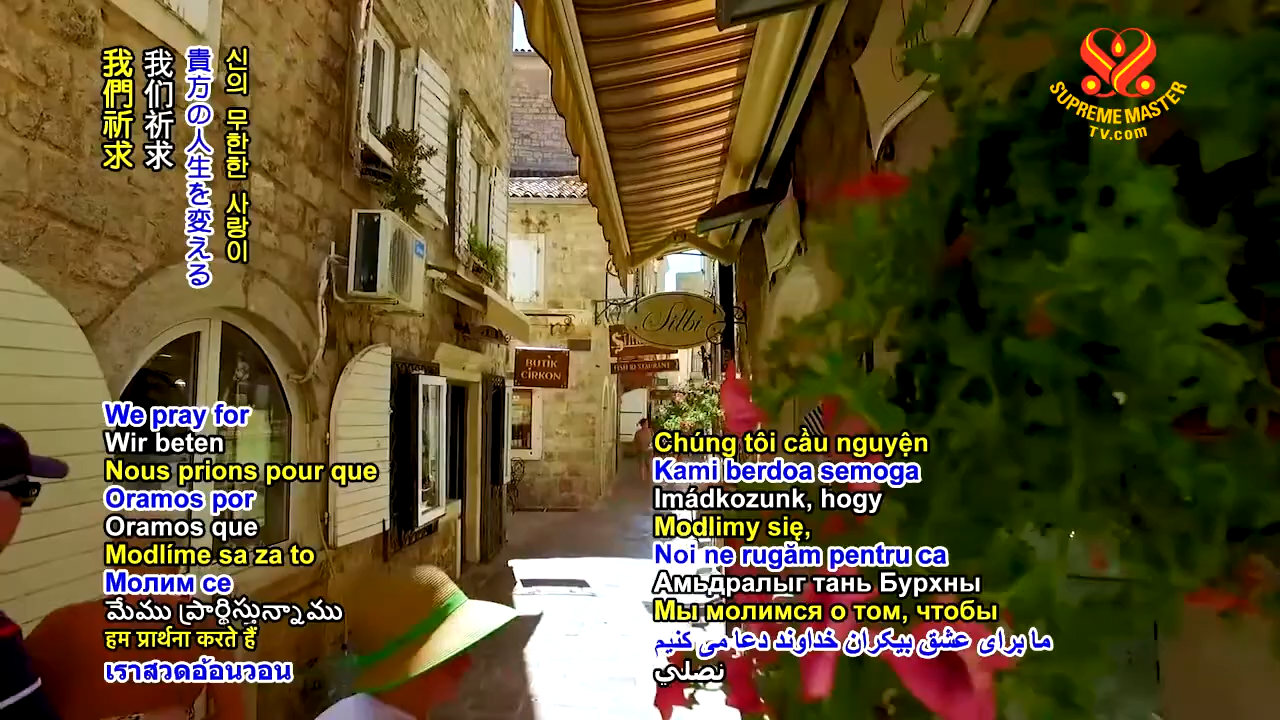 我們祈求
我们祈求
貴方の人生を変える
신의 무한한 사랑이
SUPREME MASTER
TV.com
Silbi
BUTIK
CIRKON
FISH RESTAURANT
We pray for
Wir beten
Nous prions pour que
Oramos por
Oramos que
Modlíme sa za to
Молим се
మేము ప్రార్థిస్తున్నాము
हम प्रार्थना करते हैं
เราสวดอ้อนวอน
Chúng tôi cầu nguyện
Kami berdoa semoga
Imádkozunk, hogy
Modlimy się,
Noi ne rugăm pentru ca
Амьдралыг тань Бурхны
Мы молимся о том, чтобы
ما برای عشق بیکران خداوند دعا می کنیم
نصلي